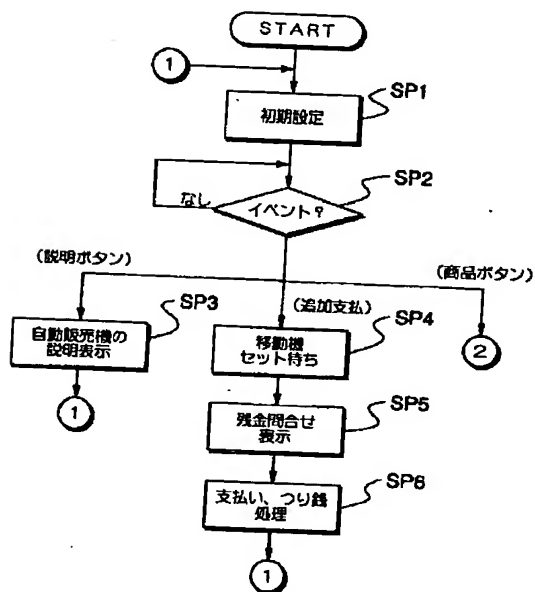 START
1
SP1
初期設定
SP2
イベント？
なし
(説明ボタン)
(商品ボタン)
SP3
(追加支払)
SP4
自動販売機の
説明表示
移動機
セット待ち
2
1
SP5
残金問合せ
表示
SP6
支払い、つり銭
処理
1